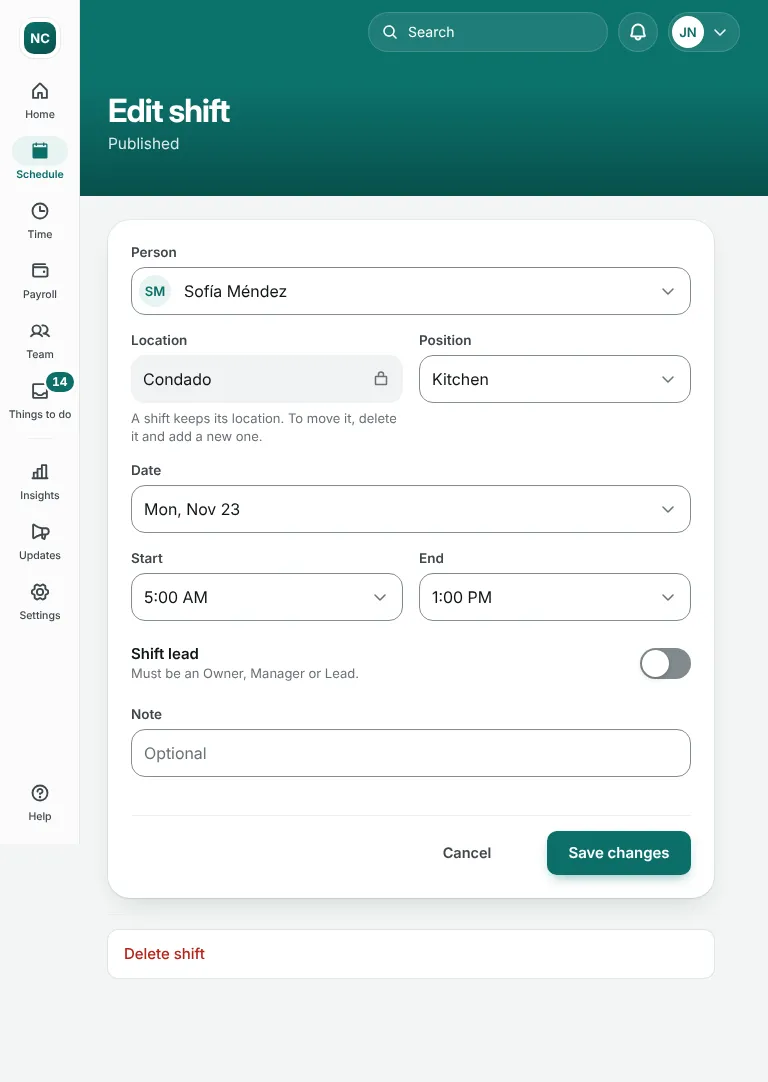 NC
Home
Schedule
Time
Payroll
Team
14
Things to do
Insights
Updates
Settings
Help
Search
JN
Edit shift
Published
Person
SM Sofía Méndez
Location
Condado
A shift keeps its location. To move it, delete
it and add a new one.
Position
Kitchen
Date
Mon, Nov 23
Start
5:00 AM
End
1:00 PM
Shift lead
Must be an Owner, Manager or Lead.
Note
Optional
Cancel
Save changes
Delete shift